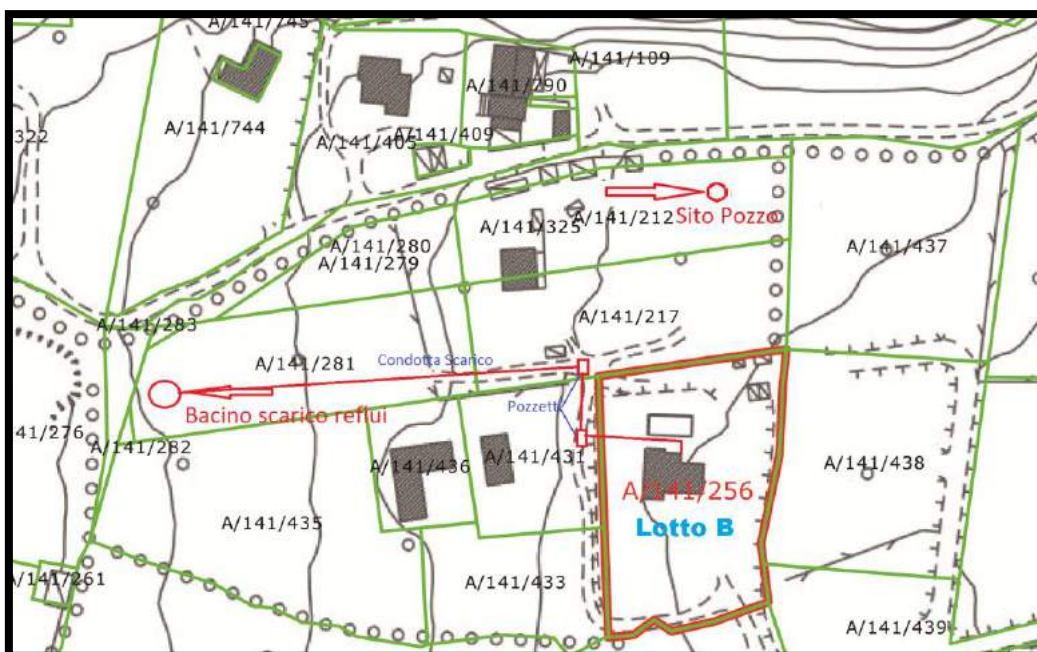 A/141/745
A/141/109
A/141/290
322
A/141/744
A/141/405
A/141/409
Sito Pozzo
A/141/325
A/141/212
A/141/280
A/141/279
A/141/437
A/141/283
A/141/217
A/141/281
Condotta Scarico
Bacino scarico reflui
Pozzetti
41/276
A/141/282
A/141/436
A/141/431
A/141/438
A/141/256
Lotto B
A/141/435
A/141/433
A/141/261
A/141/439